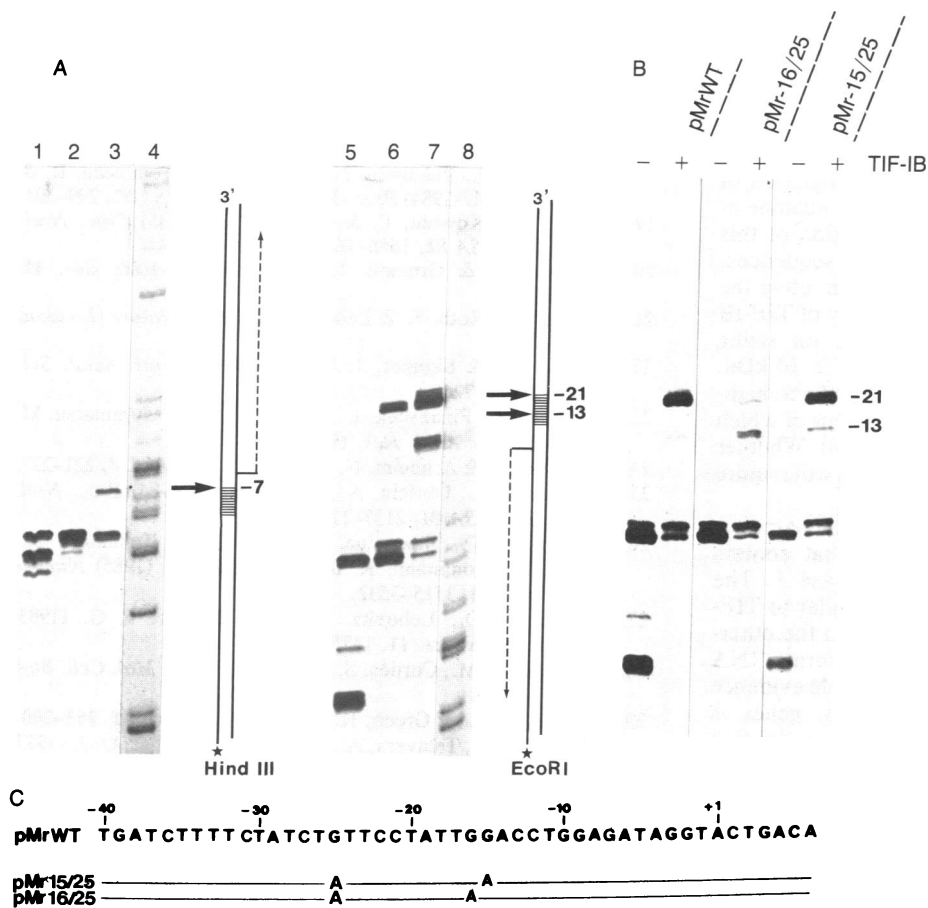 A
B
pMrWT
pMr-16/25
pMr-15/25
1 2 3 4
5 6 7 8
− + − + − + TIF-IB
3'
3'
-21
-13
-21
-13
-7
Hind III
EcoRI
C
-40 -30 -20 -10 +1
pMrWT TGATCTTTTCTATCTGTTCCTATTGGACCTGGAGATAGGTACTGACA
pMr15/25 A A
pMr16/25 A A